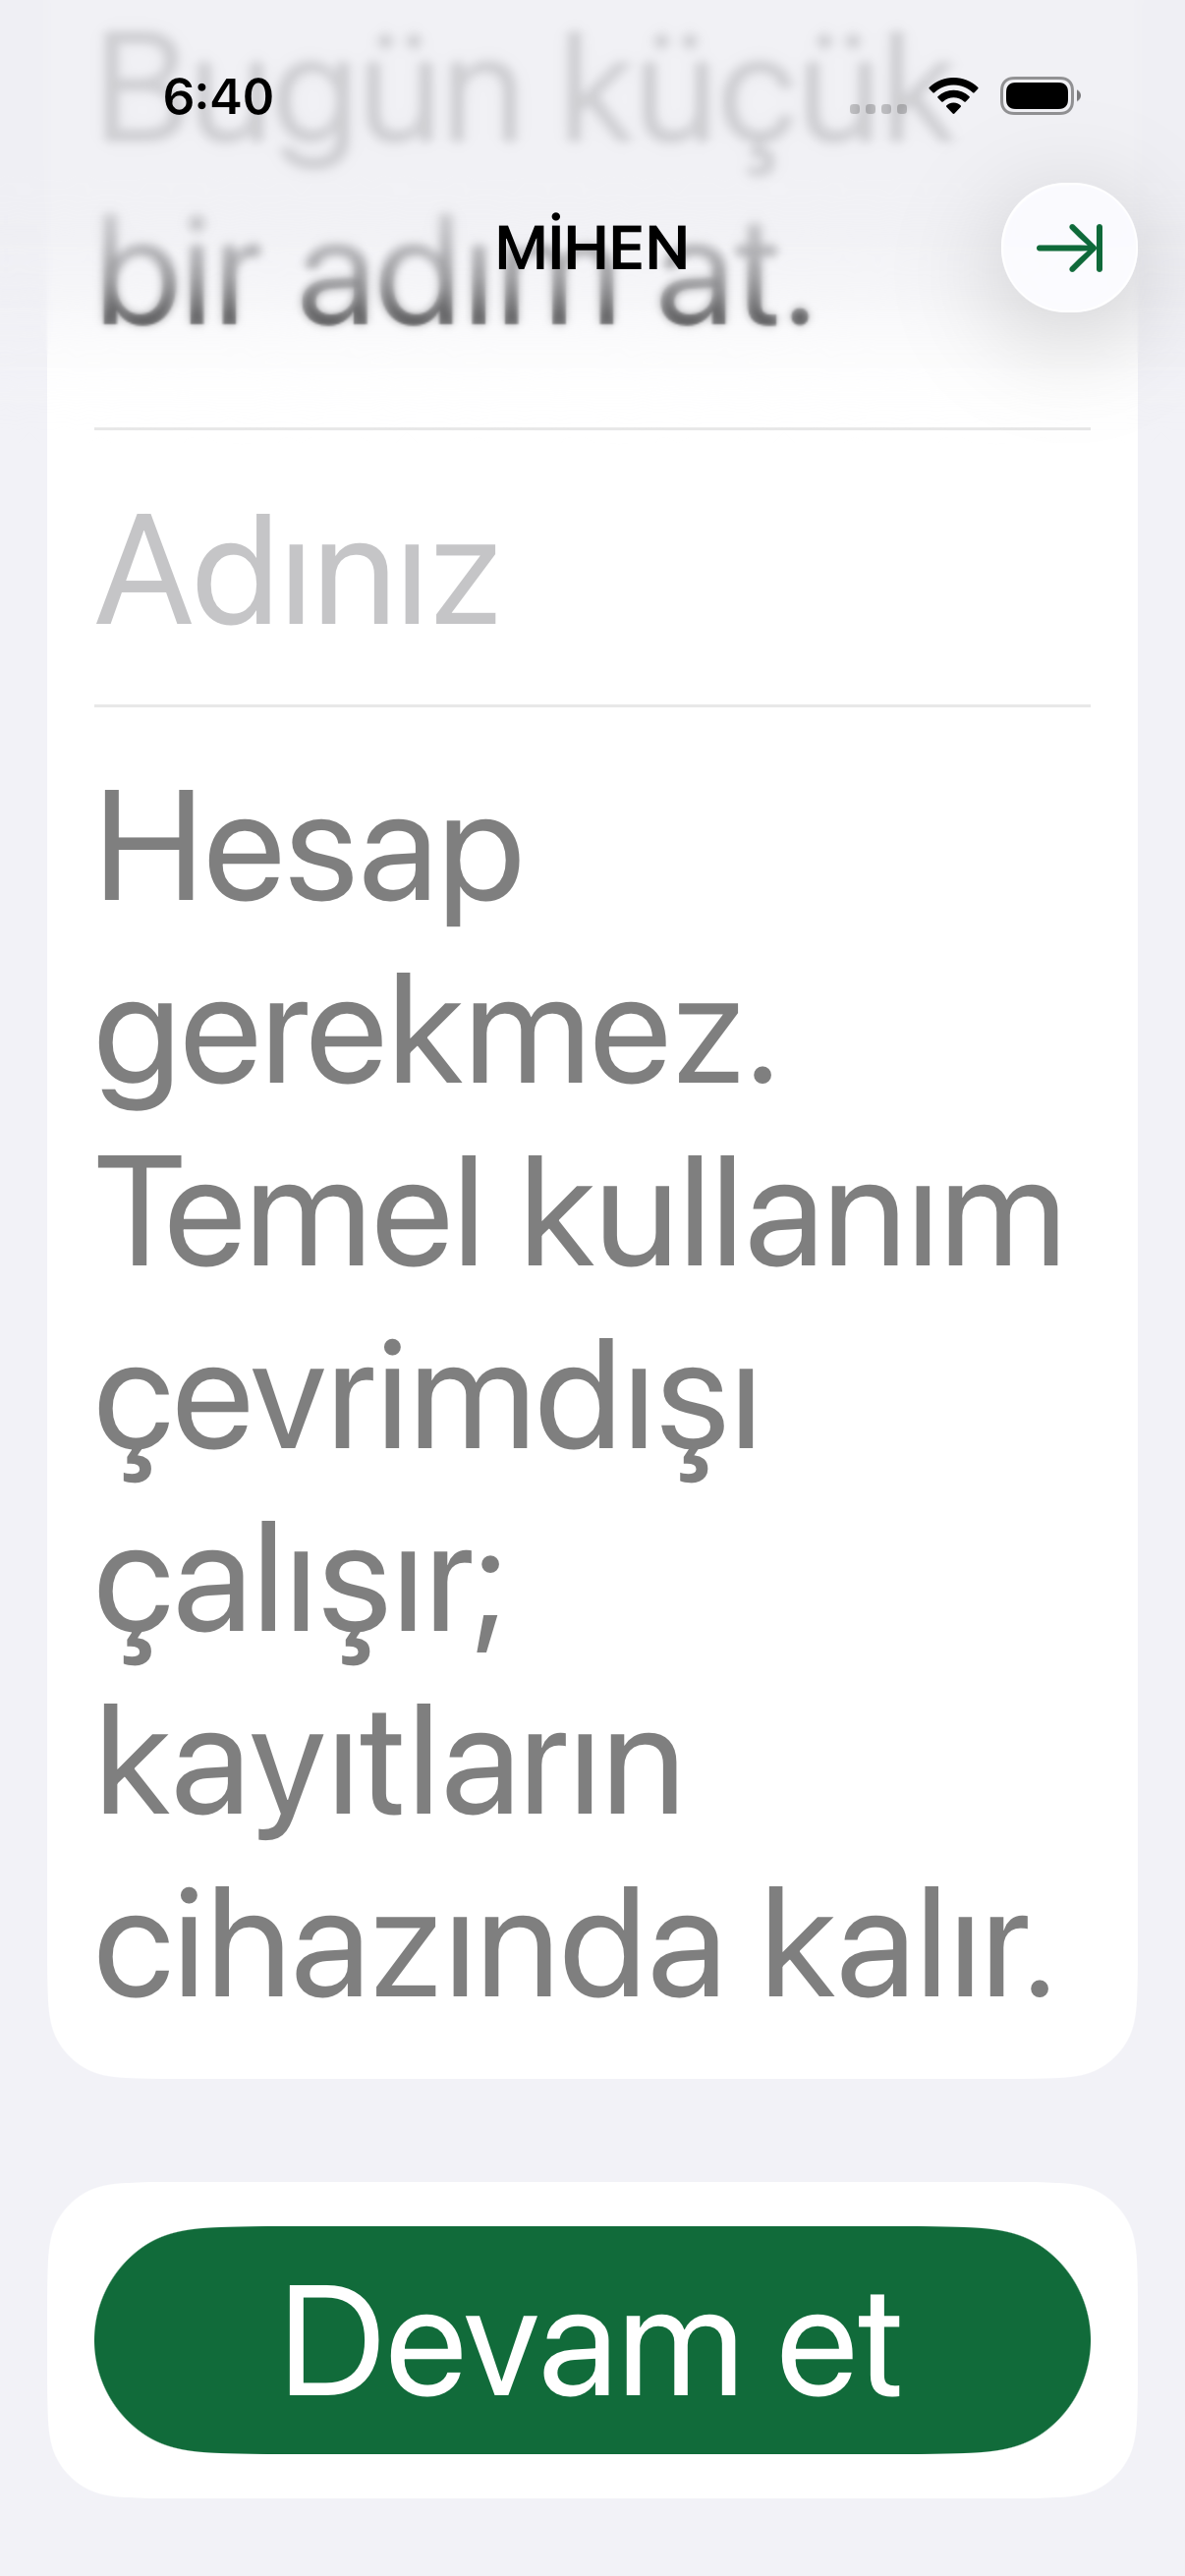 6:40
Bugün küçük
bir adım at.
MİHEN
Adınız
Hesap
gerekmez.
Temel kullanım
çevrimdışı
çalışır;
kayıtların
cihazında kalır.
Devam et